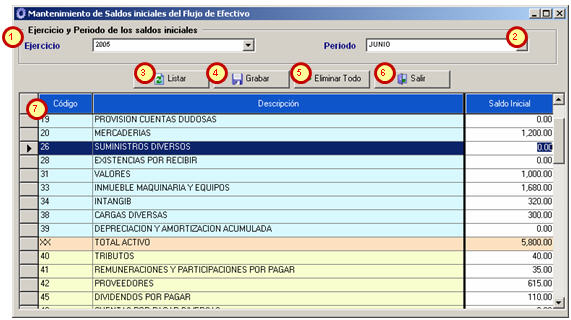 Mantenimiento de Saldos iniciales del Flujo de Efectivo
Ejercicio y Periodo de los saldos iniciales
1 Ejercicio 2005 Periodo JUNIO 2
3 Listar 4 Grabar 5 Eliminar Todo 6 Salir
7 Código Descripción Saldo Inicial
19 PROVISION CUENTAS DUDOSAS 0.00
20 MERCADERIAS 1,200.00
26 SUMINISTROS DIVERSOS 0.00
28 EXISTENCIAS POR RECIBIR 0.00
31 VALORES 1,000.00
33 INMUEBLE MAQUINARIA Y EQUIPOS 1,680.00
34 INTANGIB 320.00
38 CARGAS DIVERSAS 300.00
39 DEPRECIACION Y AMORTIZACION ACUMULADA 0.00
XX TOTAL ACTIVO 5,800.00
40 TRIBUTOS 40.00
41 REMUNERACIONES Y PARTICIPACIONES POR PAGAR 35.00
42 PROVEEDORES 615.00
45 DIVIDENDOS POR PAGAR 110.00